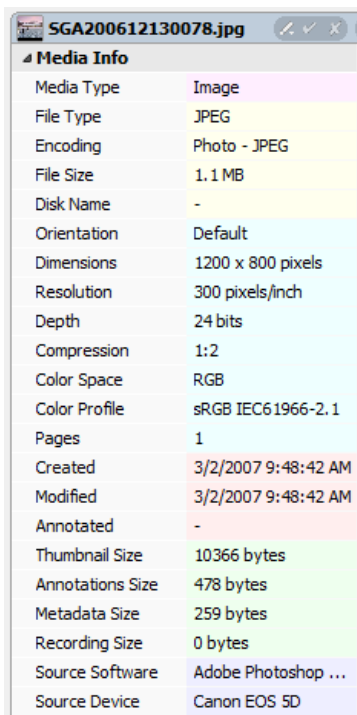 SGA200612130078.jpg
Media Info
Media Type Image
File Type JPEG
Encoding Photo - JPEG
File Size 1.1 MB
Disk Name -
Orientation Default
Dimensions 1200 x 800 pixels
Resolution 300 pixels/inch
Depth 24 bits
Compression 1:2
Color Space RGB
Color Profile sRGB IEC61966-2.1
Pages 1
Created 3/2/2007 9:48:42 AM
Modified 3/2/2007 9:48:42 AM
Annotated -
Thumbnail Size 10366 bytes
Annotations Size 478 bytes
Metadata Size 259 bytes
Recording Size 0 bytes
Source Software Adobe Photoshop ...
Source Device Canon EOS 5D